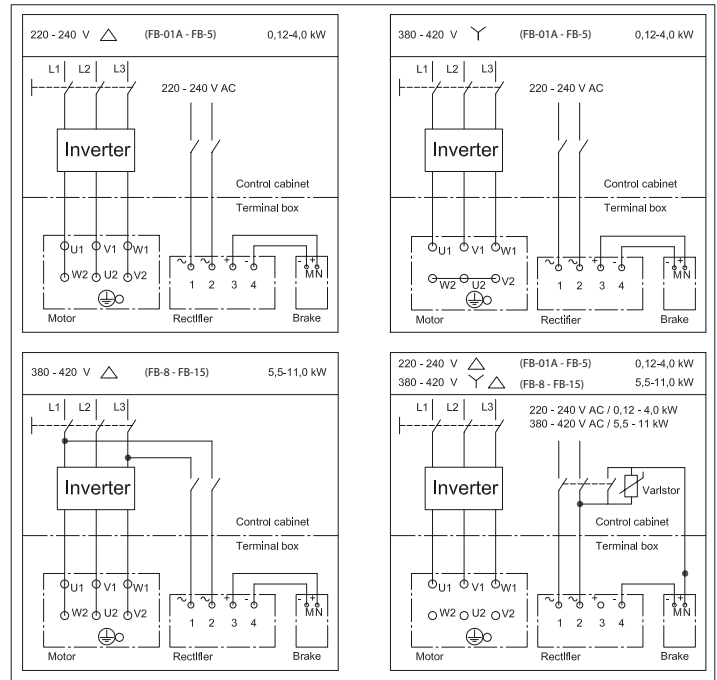 220 - 240 V (FB-01A - FB-5) 0,12-4,0 kW
L1 L2 L3
220 - 240 V AC
Inverter
Control cabinet
Terminal box
U1 V1 W1
W2 U2 V2
~ ~ + -
1 2 3 4
- +
MN
Motor Rectifier Brake
380 - 420 V (FB-01A - FB-5) 0,12-4,0 kW
L1 L2 L3
220 - 240 V AC
Inverter
Control cabinet
Terminal box
U1 V1 W1
W2 U2 V2
~ ~ + -
1 2 3 4
- +
MN
Motor Rectifier Brake
380 - 420 V (FB-8 - FB-15) 5,5-11,0 kW
L1 L2 L3
Inverter
Control cabinet
Terminal box
U1 V1 W1
W2 U2 V2
~ ~ + -
1 2 3 4
- +
MN
Motor Rectifier Brake
220 - 240 V (FB-01A - FB-5) 0,12-4,0 kW
380 - 420 V (FB-8 - FB-15) 5,5-11,0 kW
L1 L2 L3
220 - 240 V AC / 0,12 - 4,0 kW
380 - 420 V AC / 5,5 - 11 kW
Inverter
Varistor
Control cabinet
Terminal box
U1 V1 W1
W2 U2 V2
~ ~ + -
1 2 3 4
- +
MN
Motor Rectifier Brake